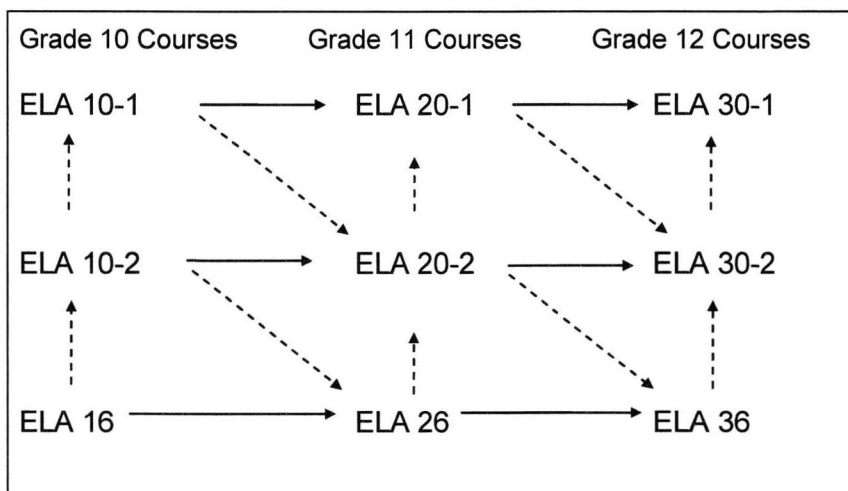 Grade 10 Courses Grade 11 Courses Grade 12 Courses
ELA 10-1 ELA 20-1 ELA 30-1
ELA 10-2 ELA 20-2 ELA 30-2
ELA 16 ELA 26 ELA 36